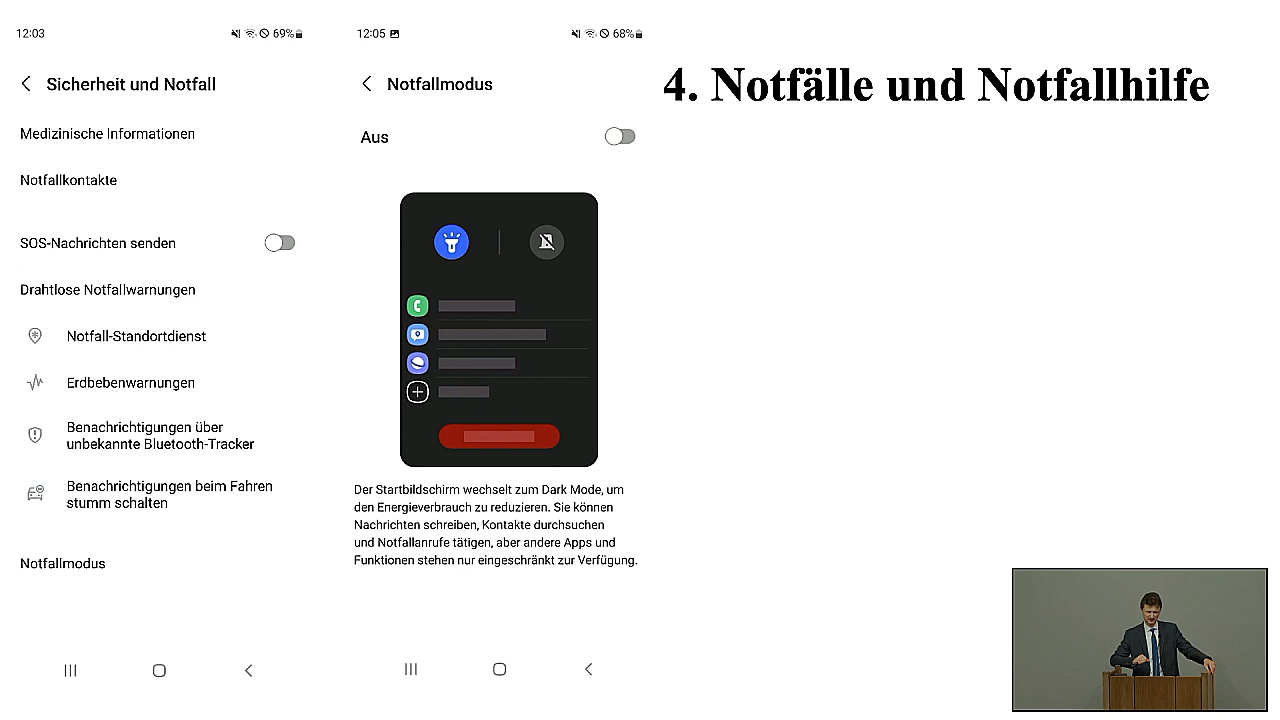 12:03
69%
Sicherheit und Notfall
Medizinische Informationen
Notfallkontakte
SOS-Nachrichten senden
Drahtlose Notfallwarnungen
Notfall-Standortdienst
Erdbebenwarnungen
Benachrichtigungen über
unbekannte Bluetooth-Tracker
Benachrichtigungen beim Fahren
stumm schalten
Notfallmodus
12:05
68%
Notfallmodus
Aus
Der Startbildschirm wechselt zum Dark Mode, um
den Energieverbrauch zu reduzieren. Sie können
Nachrichten schreiben, Kontakte durchsuchen
und Notfallanrufe tätigen, aber andere Apps und
Funktionen stehen nur eingeschränkt zur Verfügung.
4. Notfälle und Notfallhilfe